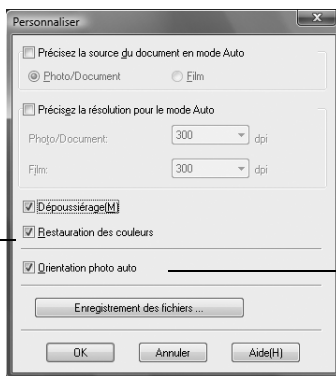 Personnaliser
Précisez la source du document en mode Auto
Photo/Document Film
Précisez la résolution pour le mode Auto
Photo/Document: 300 dpi
Film: 300 dpi
Dépoussiérage(M)
Restauration des couleurs
Orientation photo auto
Enregistrement des fichiers ...
OK Annuler Aide(H)